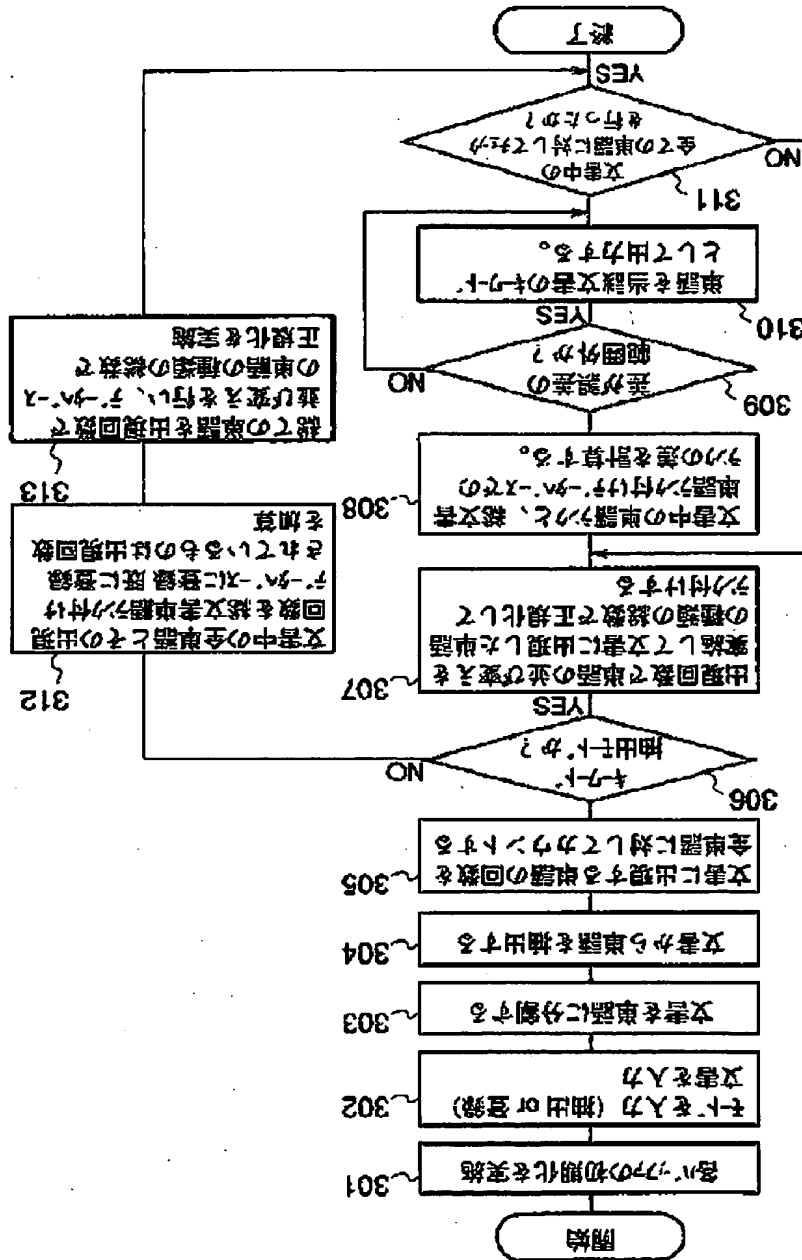 開始
各バッファの初期化を実施
301
モードを入力 (抽出 or 登録)
文書を入力
302
文書を単語に分割する
303
文書から単語を抽出する
304
文書に出現する単語の回数を
全単語に対してカウントする
305
キーワード
抽出モードか?
306
NO
YES
出現回数で単語の並び変えを
実施して文書に出現した単語
の種類の総数で正規化して
ランク付けする
307
文書中の単語ランクと、総文書
単語ランク付けデータベースでの
ランクの差を計算する。
308
差が誤差の
範囲外か?
309
NO
YES
単語を当該文書のキーワード
として出力する。
310
文書中の
全ての単語に対してチェック
を行ったか?
311
NO
YES
終了
文書中の全単語とその出現
回数を総文書単語ランク付け
データベースに登録 既に登録
されているものは出現回数
を加算
312
総ての単語を出現回数で
並び変えを行い、データベース
の単語の種類の総数で
正規化を実施
313